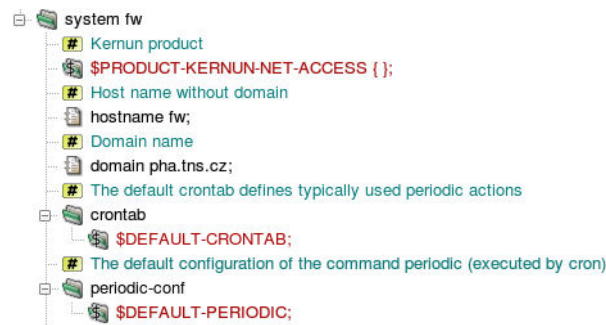 system fw
# Kernun product
$PRODUCT-KERNUN-NET-ACCESS { };
# Host name without domain
hostname fw;
# Domain name
domain pha.tns.cz;
# The default crontab defines typically used periodic actions
crontab
$DEFAULT-CRONTAB;
# The default configuration of the command periodic (executed by cron)
periodic-conf
$DEFAULT-PERIODIC;